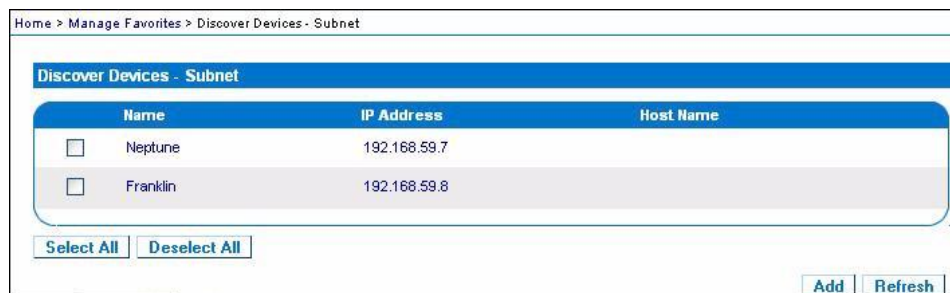 Home > Manage Favorites > Discover Devices - Subnet
Discover Devices - Subnet
Name IP Address Host Name
Neptune 192.168.59.7
Franklin 192.168.59.8
Select All Deselect All
Add Refresh